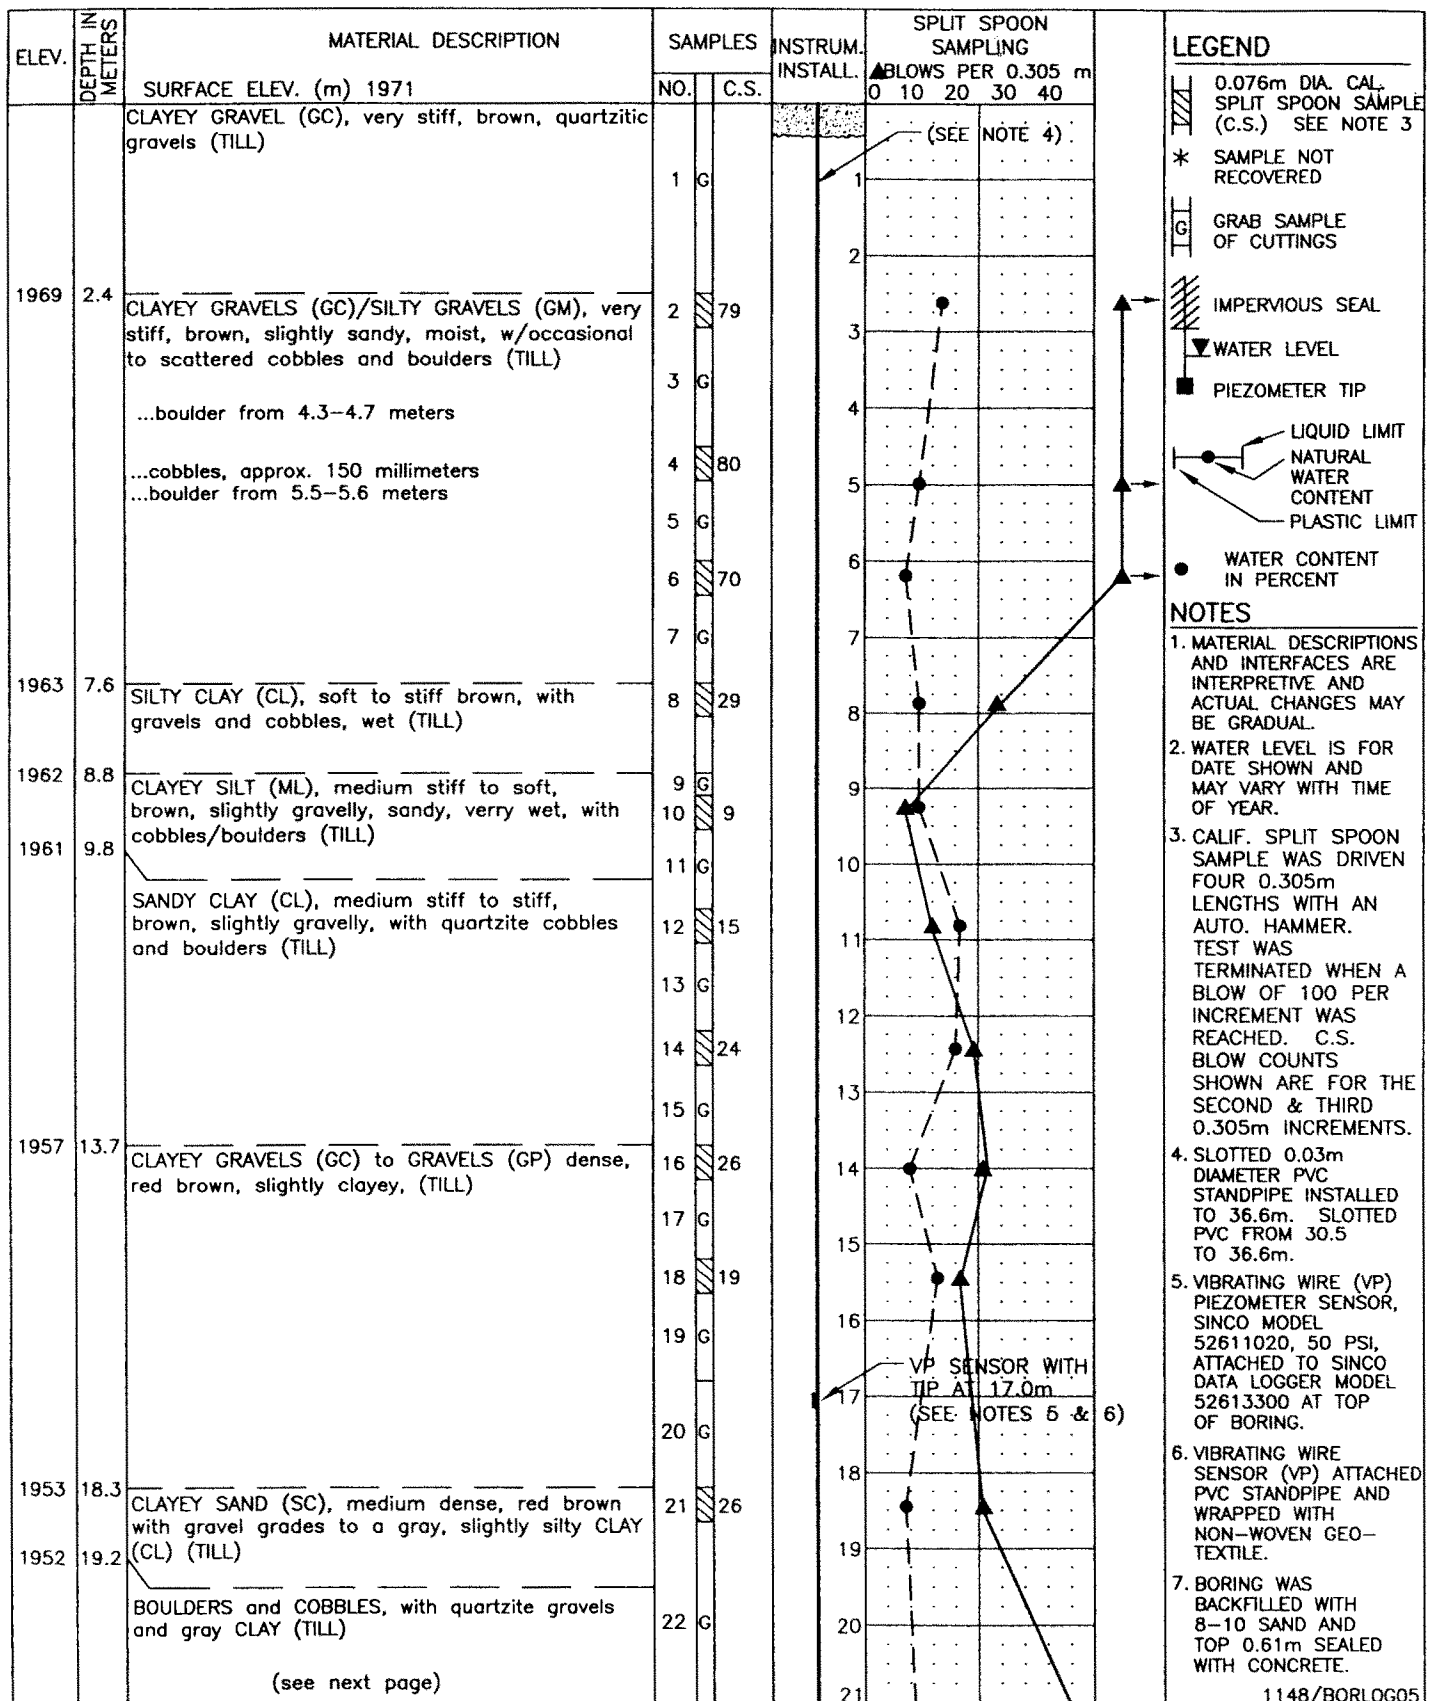 ELEV.
DEPTH IN
METERS
MATERIAL DESCRIPTION
SURFACE ELEV. (m) 1971
SAMPLES
NO.
C.S.
INSTRUM.
INSTALL.
SPLIT SPOON
SAMPLING
▲BLOWS PER 0.305 m
0 10 20 30 40
CLAYEY GRAVEL (GC), very stiff, brown, quartzitic
gravels (TILL)
1 G
1969 2.4
CLAYEY GRAVELS (GC)/SILTY GRAVELS (GM), very
stiff, brown, slightly sandy, moist, w/occasional
to scattered cobbles and boulders (TILL)
...boulder from 4.3-4.7 meters
...cobbles, approx. 150 millimeters
...boulder from 5.5-5.6 meters
2 79
3 G
4 80
5 G
6 70
7 G
1963 7.6
SILTY CLAY (CL), soft to stiff brown, with
gravels and cobbles, wet (TILL)
8 29
1962 8.8
CLAYEY SILT (ML), medium stiff to soft,
brown, slightly gravelly, sandy, verry wet, with
cobbles/boulders (TILL)
9 G
10 9
1961 9.8
11 G
SANDY CLAY (CL), medium stiff to stiff,
brown, slightly gravelly, with quartzite cobbles
and boulders (TILL)
12 15
13 G
14 24
15 G
1957 13.7
CLAYEY GRAVELS (GC) to GRAVELS (GP) dense,
red brown, slightly clayey, (TILL)
16 26
17 G
18 19
19 G
20 G
1953 18.3
CLAYEY SAND (SC), medium dense, red brown
with gravel grades to a gray, slightly silty CLAY
(CL) (TILL)
21 26
1952 19.2
BOULDERS and COBBLES, with quartzite gravels
and gray CLAY (TILL)
22 G
(see next page)
(SEE NOTE 4)
1
2
3
4
5
6
7
8
9
10
11
12
13
14
15
16
VP SENSOR WITH
TIP AT 17.0m
(SEE NOTES 5 & 6)
17
18
19
20
21
LEGEND
0.076m DIA. CAL.
SPLIT SPOON SAMPLE
(C.S.) SEE NOTE 3
* SAMPLE NOT
RECOVERED
G GRAB SAMPLE
OF CUTTINGS
IMPERVIOUS SEAL
WATER LEVEL
PIEZOMETER TIP
LIQUID LIMIT
NATURAL
WATER
CONTENT
PLASTIC LIMIT
WATER CONTENT
IN PERCENT
NOTES
1. MATERIAL DESCRIPTIONS
AND INTERFACES ARE
INTERPRETIVE AND
ACTUAL CHANGES MAY
BE GRADUAL.
2. WATER LEVEL IS FOR
DATE SHOWN AND
MAY VARY WITH TIME
OF YEAR.
3. CALIF. SPLIT SPOON
SAMPLE WAS DRIVEN
FOUR 0.305m
LENGTHS WITH AN
AUTO. HAMMER.
TEST WAS
TERMINATED WHEN A
BLOW OF 100 PER
INCREMENT WAS
REACHED. C.S.
BLOW COUNTS
SHOWN ARE FOR THE
SECOND & THIRD
0.305m INCREMENTS.
4. SLOTTED 0.03m
DIAMETER PVC
STANDPIPE INSTALLED
TO 36.6m. SLOTTED
PVC FROM 30.5
TO 36.6m.
5. VIBRATING WIRE (VP)
PIEZOMETER SENSOR,
SINCO MODEL
52611020, 50 PSI,
ATTACHED TO SINCO
DATA LOGGER MODEL
52613300 AT TOP
OF BORING.
6. VIBRATING WIRE
SENSOR (VP) ATTACHED
PVC STANDPIPE AND
WRAPPED WITH
NON-WOVEN GEO-
TEXTILE.
7. BORING WAS
BACKFILLED WITH
8-10 SAND AND
TOP 0.61m SEALED
WITH CONCRETE.
1148/BORLOG05